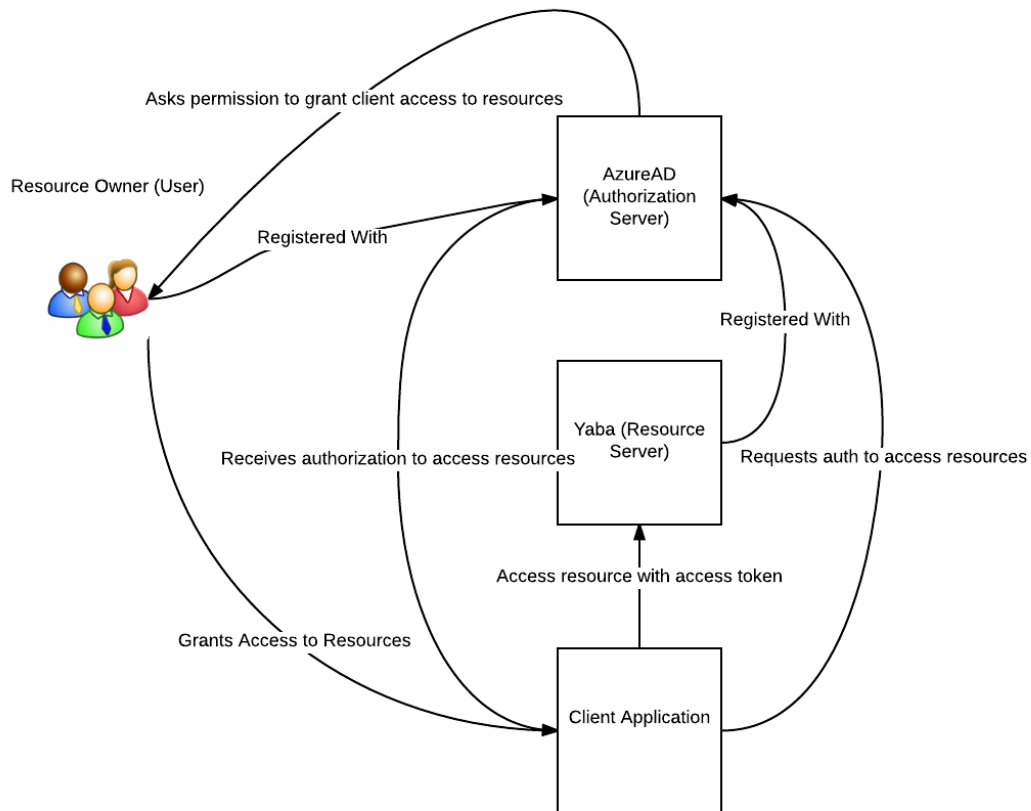 Asks permission to grant client access to resources
AzureAD
(Authorization
Server)
Resource Owner (User)
Registered With
Registered With
Yaba (Resource
Server)
Receives authorization to access resources
Requests auth to access resources
Access resource with access token
Grants Access to Resources
Client Application